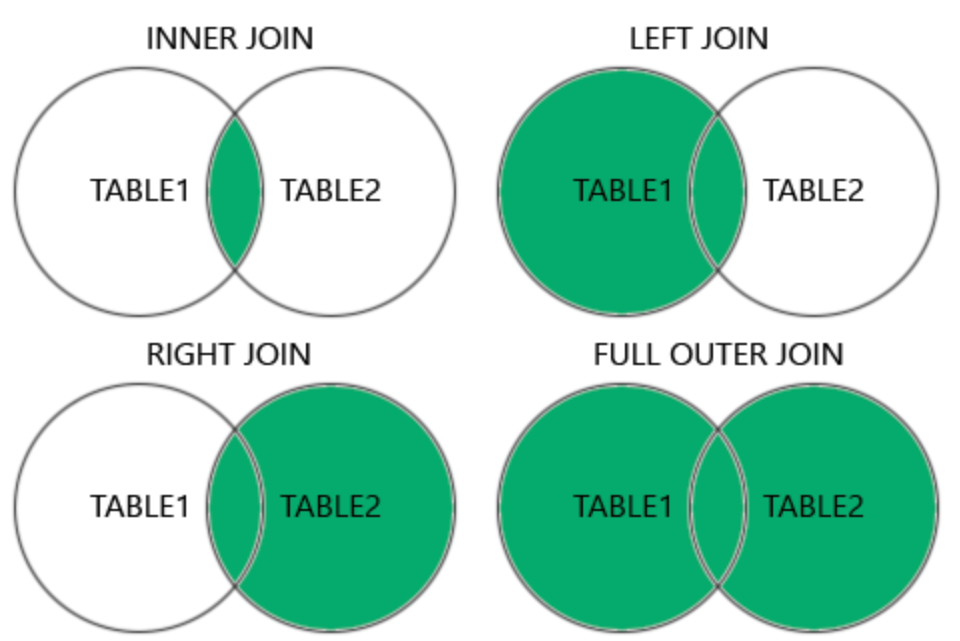 INNER JOIN
TABLE1 TABLE2
LEFT JOIN
TABLE1 TABLE2
RIGHT JOIN
TABLE1 TABLE2
FULL OUTER JOIN
TABLE1 TABLE2